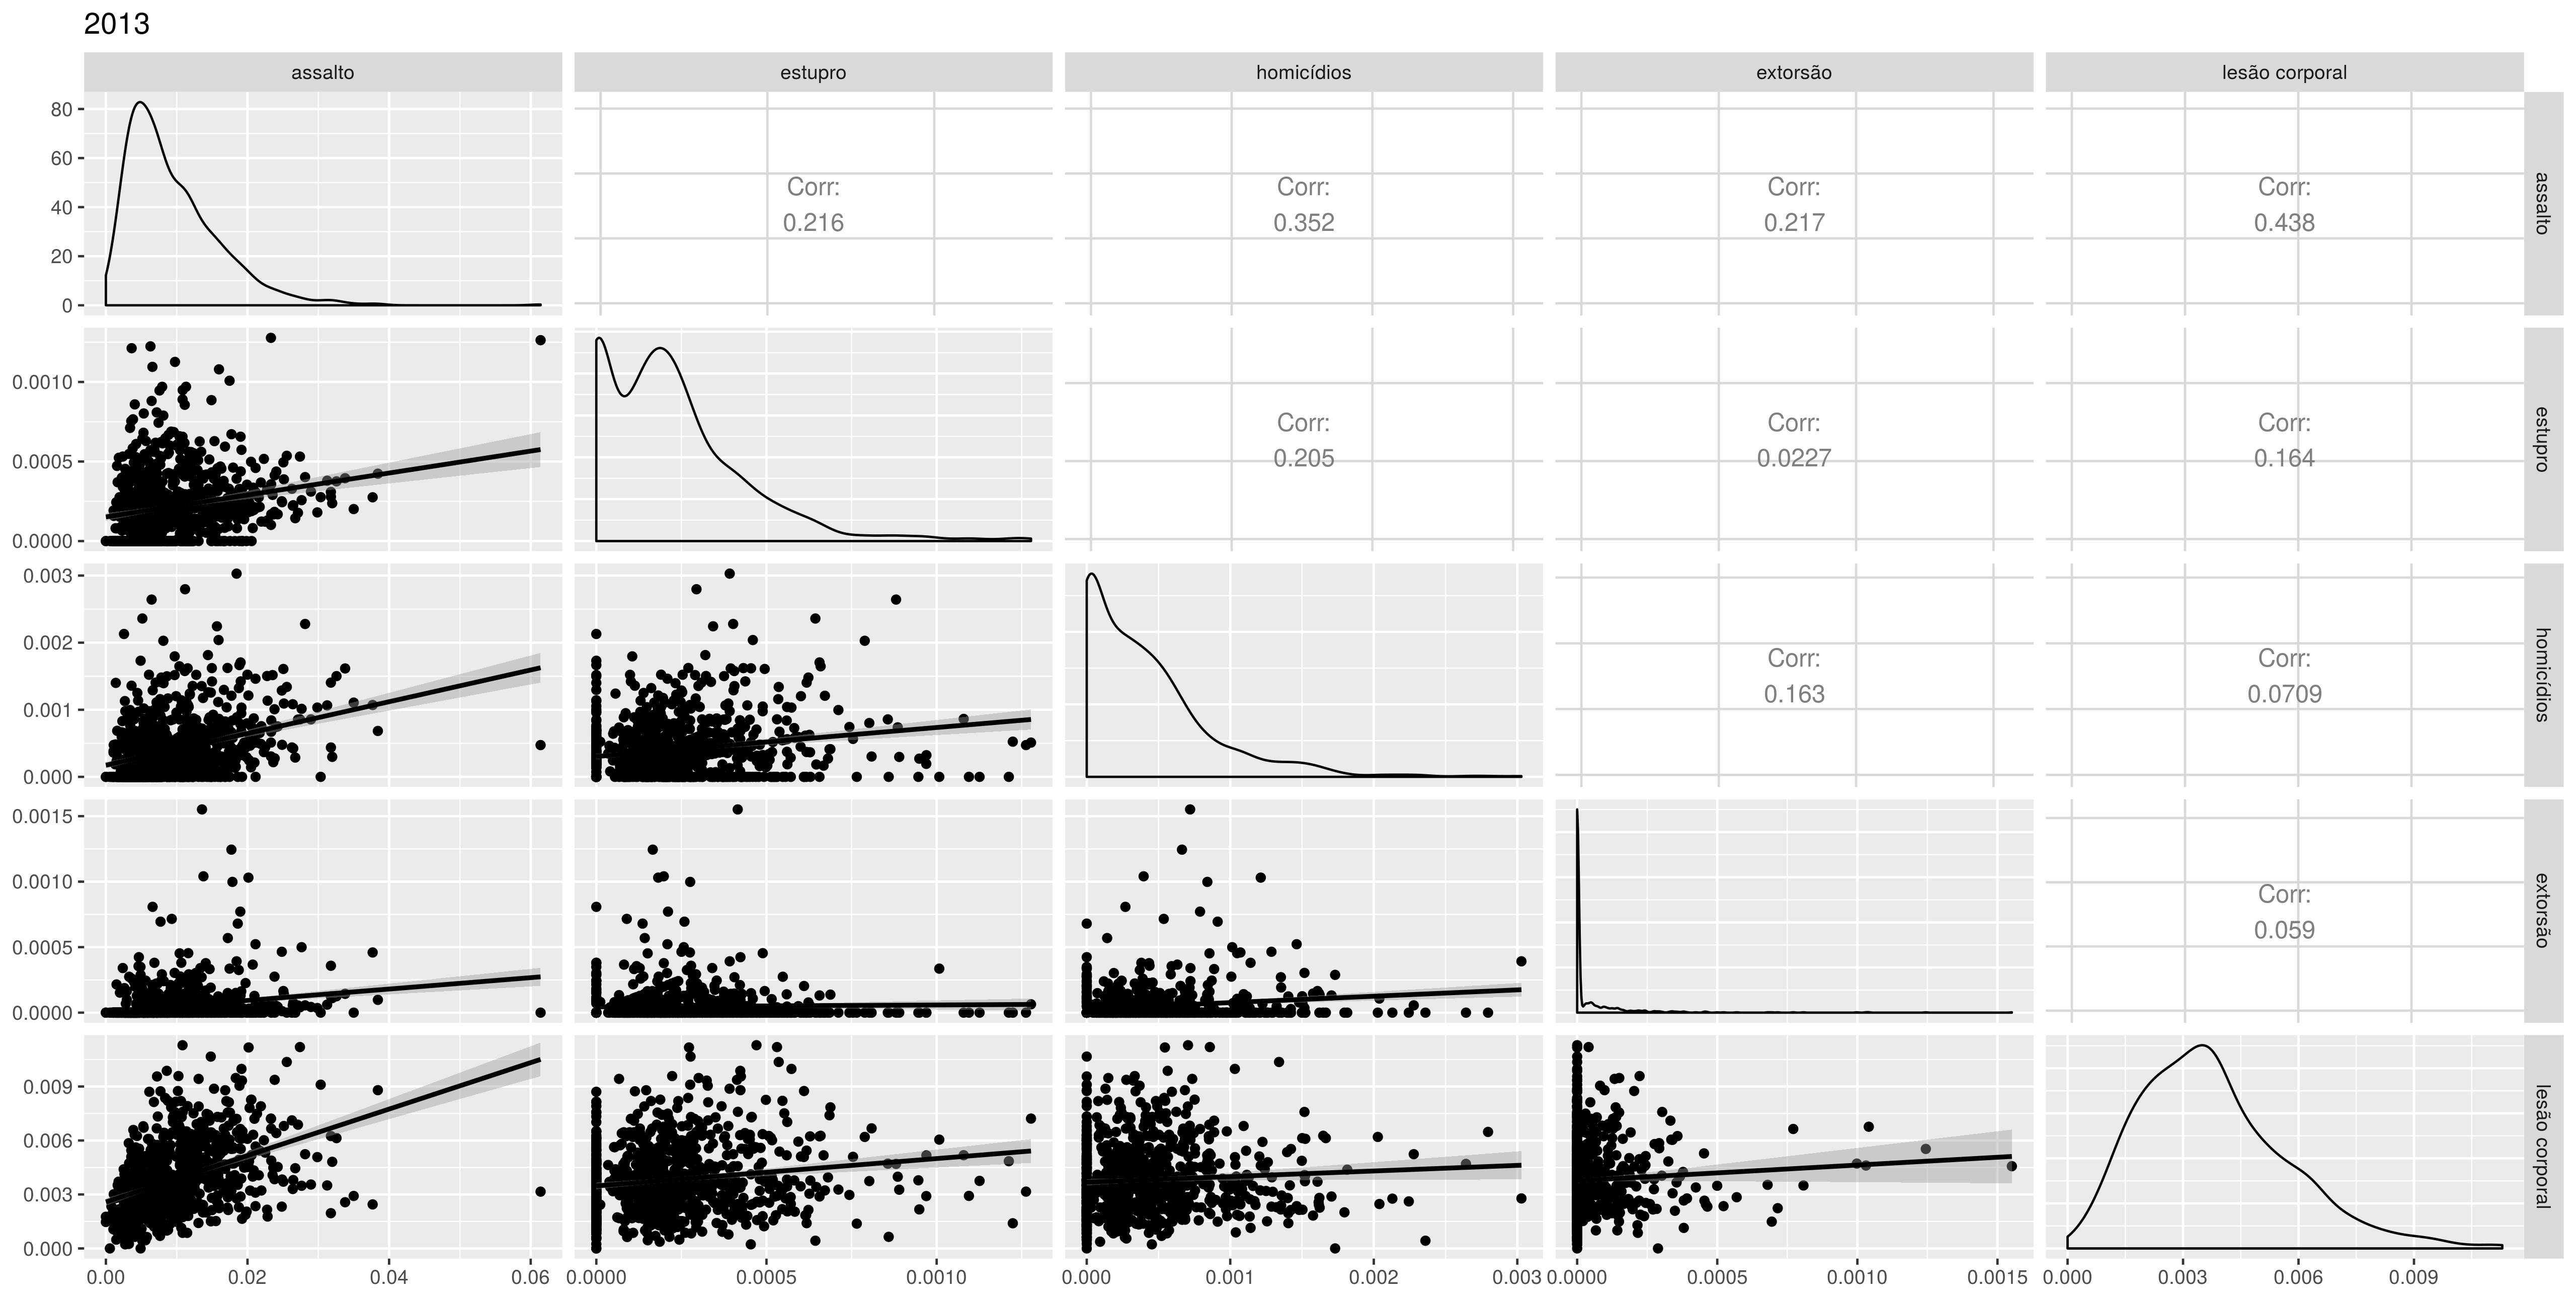 2013
assalto estupro homicídios extorsão lesão corporal
80
60
40
20
0
Corr:
0.216
Corr:
0.352
Corr:
0.217
Corr:
0.438
assalto
0.0010
0.0005
0.0000
Corr:
0.205
Corr:
0.0227
Corr:
0.164
estupro
0.003
0.002
0.001
0.000
Corr:
0.163
Corr:
0.0709
homicídios
0.0015
0.0010
0.0005
0.0000
Corr:
0.059
extorsão
0.009
0.006
0.003
0.000
lesão corporal
0.00 0.02 0.04 0.06 0.0000 0.0005 0.0010 0.000 0.001 0.002 0.003 0.0000 0.0005 0.0010 0.0015 0.000 0.003 0.006 0.009